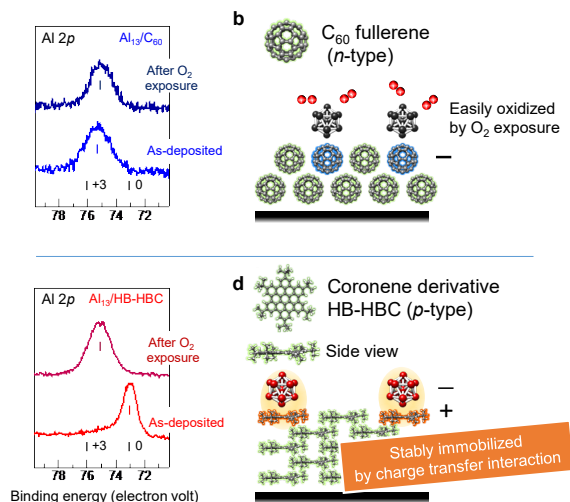 Al 2p
Al13/C60
After O2
exposure
As-deposited
+3
0
78
76
74
72
b
C60 fullerene
(n-type)
Easily oxidized
by O2 exposure
−
Al 2p
Al13/HB-HBC
After O2
exposure
As-deposited
+3
0
78
76
74
72
Binding energy (electron volt)
d
Coronene derivative
HB-HBC (p-type)
Side view
−
+
Stably immobilized
by charge transfer interaction